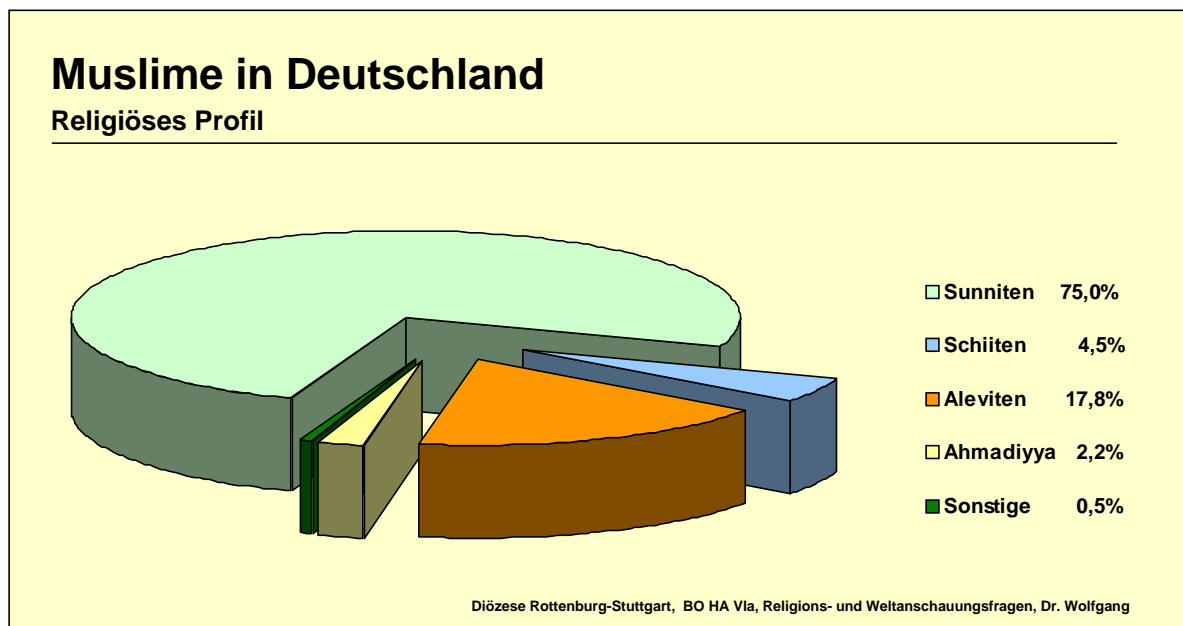 Muslime in Deutschland
Religiöses Profil
Sunniten 75,0%
Schiiten 4,5%
Aleviten 17,8%
Ahmadiyya 2,2%
Sonstige 0,5%
Diözese Rottenburg-Stuttgart, BO HA VIa, Religions- und Weltanschauungsfragen, Dr. Wolfgang